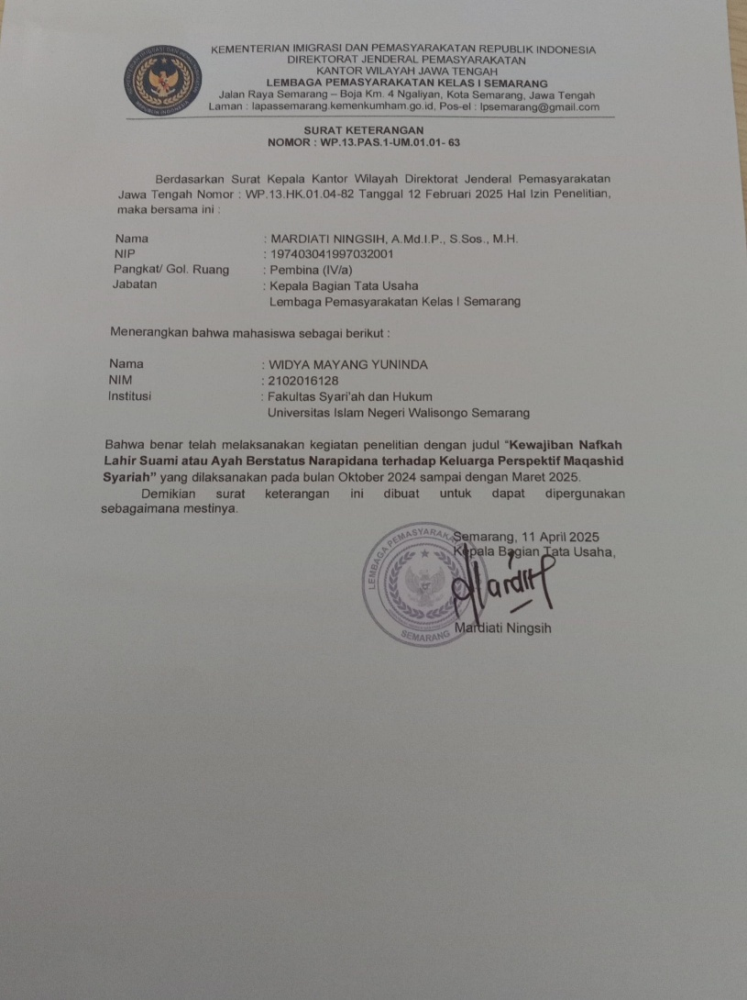 KEMENTERIAN IMIGRASI DAN PEMASYARAKATAN REPUBLIK INDONESIA
DIREKTORAT JENDERAL PEMASYARAKATAN
KANTOR WILAYAH JAWA TENGAH
LEMBAGA PEMASYARAKATAN KELAS I SEMARANG
Jalan Raya Semarang – Boja Km. 4 Ngaliyan, Kota Semarang, Jawa Tengah
Laman : lapassemarang.kemenkumham.go.id, Pos-el : lpsemarang@gmail.com
SURAT KETERANGAN
NOMOR : WP.13.PAS.1-UM.01.01- 63
Berdasarkan Surat Kepala Kantor Wilayah Direktorat Jenderal Pemasyarakatan
Jawa Tengah Nomor : WP.13.HK.01.04-82 Tanggal 12 Februari 2025 Hal Izin Penelitian,
maka bersama ini :
Nama : MARDIATI NINGSIH, A.Md.I.P., S.Sos., M.H.
NIP : 197403041997032001
Pangkat/ Gol. Ruang : Pembina (IV/a)
Jabatan : Kepala Bagian Tata Usaha
Lembaga Pemasyarakatan Kelas I Semarang
Menerangkan bahwa mahasiswa sebagai berikut :
Nama : WIDYA MAYANG YUNINDA
NIM : 2102016128
Institusi : Fakultas Syari'ah dan Hukum
Universitas Islam Negeri Walisongo Semarang
Bahwa benar telah melaksanakan kegiatan penelitian dengan judul “Kewajiban Nafkah
Lahir Suami atau Ayah Berstatus Narapidana terhadap Keluarga Perspektif Maqashid
Syariah” yang dilaksanakan pada bulan Oktober 2024 sampai dengan Maret 2025.
Demikian surat keterangan ini dibuat untuk dapat dipergunakan
sebagaimana mestinya.
Semarang, 11 April 2025
Kepala Bagian Tata Usaha,
LEMBAGA PEMASYARAKA
SEMARANG
Mardiati Ningsih